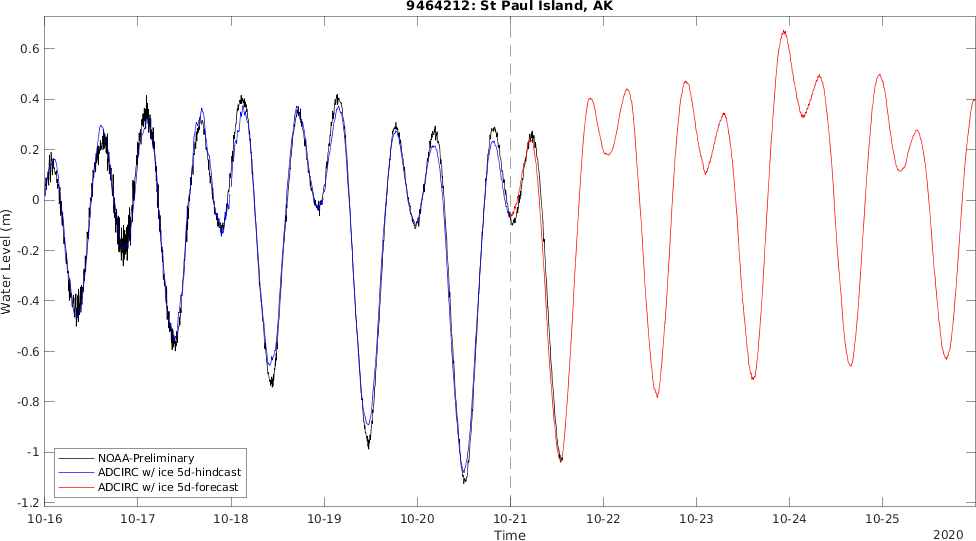 9464212: St Paul Island, AK
Water Level (m)
0.6
0.4
0.2
0
-0.2
-0.4
-0.6
-0.8
-1
-1.2
NOAA-Preliminary
ADCIRC w/ ice 5d-hindcast
ADCIRC w/ ice 5d-forecast
10-16 10-17 10-18 10-19 10-20 10-21 10-22 10-23 10-24 10-25
Time
2020